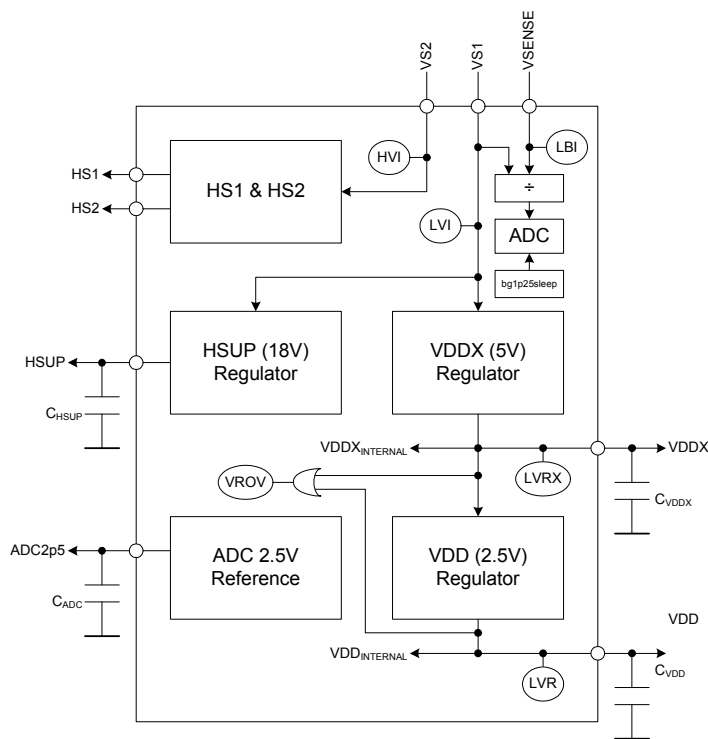 VS2
VS1
VSENSE
HVI
LBI
HS1
HS2
HS1 & HS2
÷
LVI
ADC
bg1p25sleep
HSUP
HSUP (18V)
Regulator
VDDX (5V)
Regulator
CHSUP
VDDXINTERNAL
VDDX
VROV
LVRX
CVDDX
ADC2p5
ADC 2.5V
Reference
VDD (2.5V)
Regulator
CADC
VDD
VDDINTERNAL
LVR
CVDD